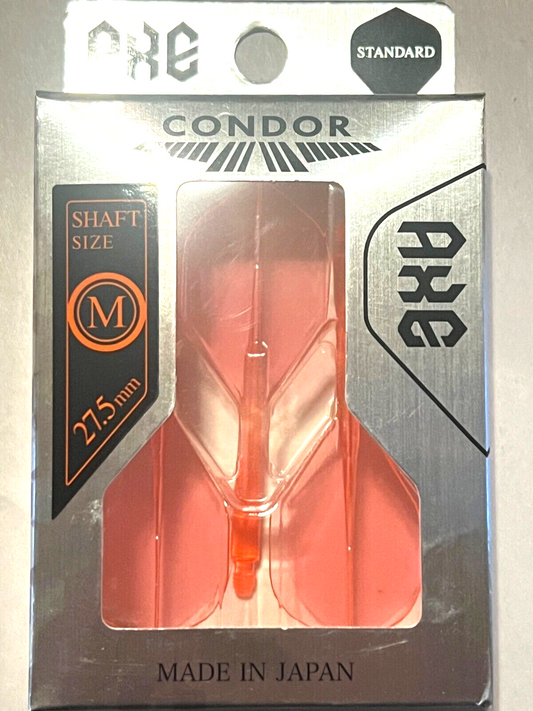 AXE
STANDARD
CONDOR
SHAFT
SIZE
M
27.5mm
AXE
MADE IN JAPAN